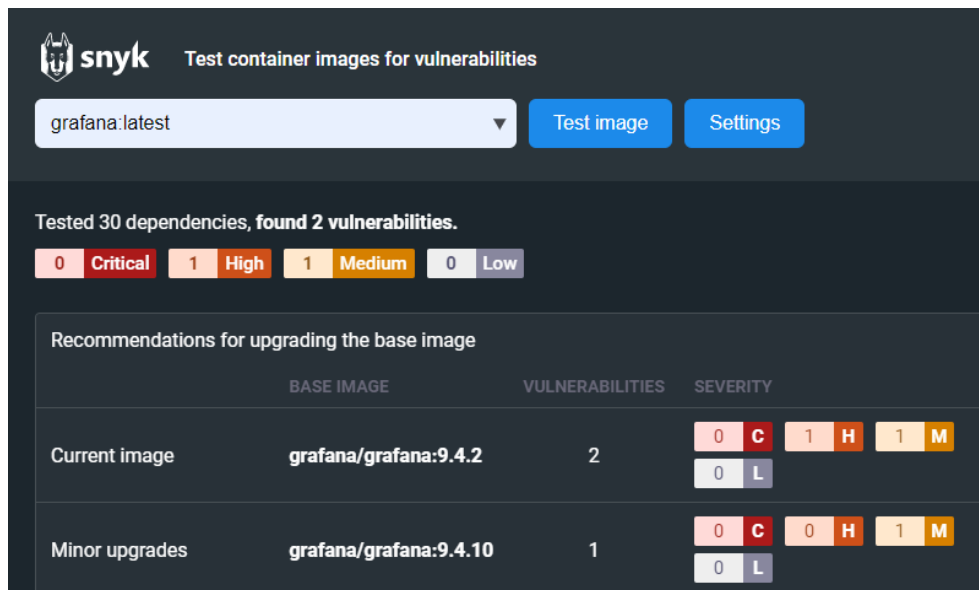 snyk Test container images for vulnerabilities
grafana:latest Test image Settings
Tested 30 dependencies, found 2 vulnerabilities.
0 Critical 1 High 1 Medium 0 Low
Recommendations for upgrading the base image
BASE IMAGE VULNERABILITIES SEVERITY
Current image grafana/grafana:9.4.2 2 0 C 1 H 1 M
0 L
Minor upgrades grafana/grafana:9.4.10 1 0 C 0 H 1 M
0 L